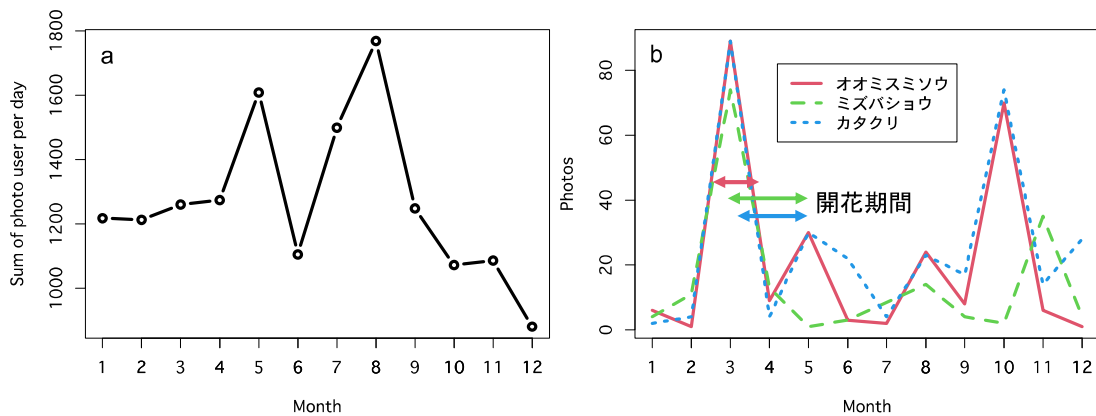 a
Sum of photo user per day
1800
1600
1400
1200
1000
1 2 3 4 5 6 7 8 9 10 11 12
Month
b
Photos
80
60
40
20
0
オオミスミソウ
ミズバショウ
カタクリ
開花期間
1 2 3 4 5 6 7 8 9 10 11 12
Month